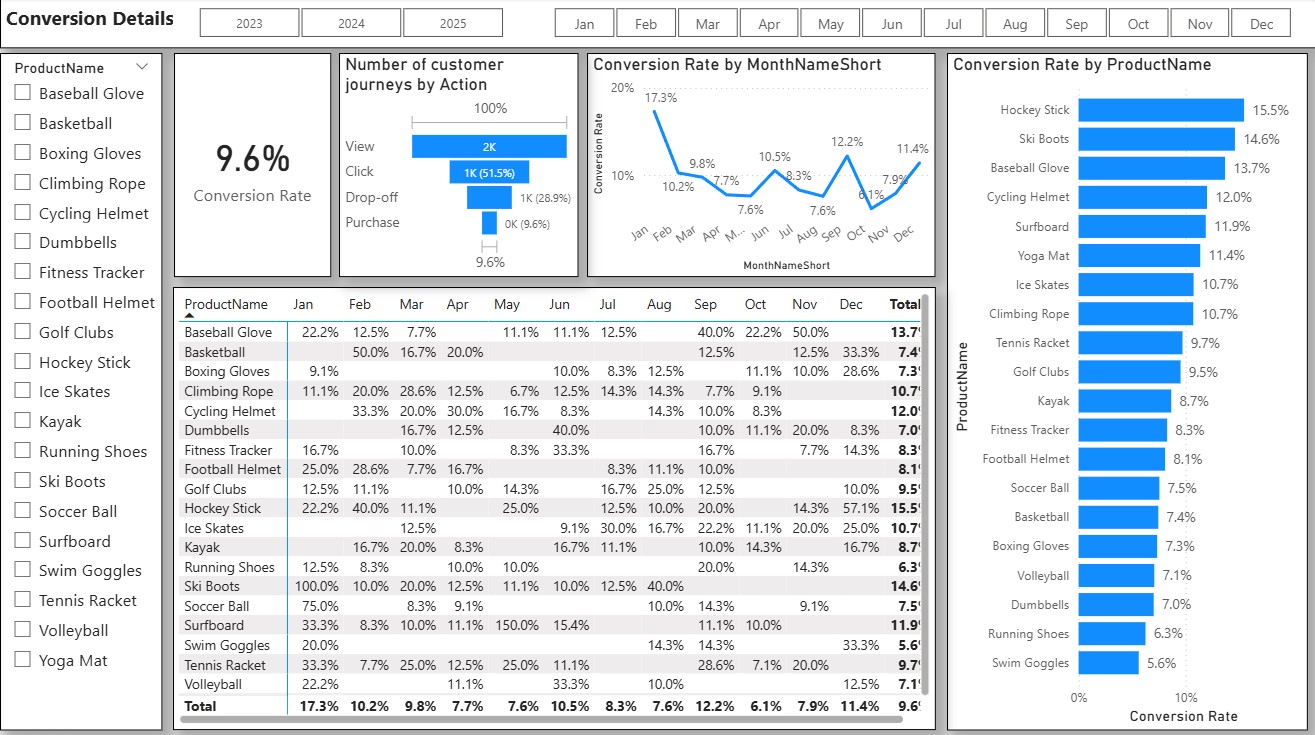 Conversion Details
2023 2024 2025
Jan Feb Mar Apr May Jun Jul Aug Sep Oct Nov Dec
ProductName
Baseball Glove
Basketball
Boxing Gloves
Climbing Rope
Cycling Helmet
Dumbbells
Fitness Tracker
Football Helmet
Golf Clubs
Hockey Stick
Ice Skates
Kayak
Running Shoes
Ski Boots
Soccer Ball
Surfboard
Swim Goggles
Tennis Racket
Volleyball
Yoga Mat
9.6%
Conversion Rate
Number of customer
journeys by Action
100%
View 2K
Click 1K (51.5%)
Drop-off 1K (28.9%)
Purchase 0K (9.6%)
9.6%
Conversion Rate by MonthNameShort
Conversion Rate
20%
10%
17.3%
10.2%
9.8%
7.7%
7.6%
10.5%
8.3%
7.6%
12.2%
6.1%
7.9%
11.4%
Jan Feb Mar Apr M... Jun Jul Aug Sep Oct Nov Dec
MonthNameShort
ProductName Jan Feb Mar Apr May Jun Jul Aug Sep Oct Nov Dec Total
Baseball Glove 22.2% 12.5% 7.7% 11.1% 11.1% 12.5% 40.0% 22.2% 50.0% 13.7
Basketball 50.0% 16.7% 20.0% 12.5% 12.5% 33.3% 7.4
Boxing Gloves 9.1% 10.0% 8.3% 12.5% 11.1% 10.0% 28.6% 7.3
Climbing Rope 11.1% 20.0% 28.6% 12.5% 6.7% 12.5% 14.3% 14.3% 7.7% 9.1% 10.7
Cycling Helmet 33.3% 20.0% 30.0% 16.7% 8.3% 14.3% 10.0% 8.3% 12.0
Dumbbells 16.7% 12.5% 40.0% 10.0% 11.1% 20.0% 8.3% 7.0
Fitness Tracker 16.7% 10.0% 8.3% 33.3% 16.7% 7.7% 14.3% 8.3
Football Helmet 25.0% 28.6% 7.7% 16.7% 8.3% 11.1% 10.0% 8.1
Golf Clubs 12.5% 11.1% 10.0% 14.3% 16.7% 25.0% 12.5% 10.0% 9.5
Hockey Stick 22.2% 40.0% 11.1% 25.0% 12.5% 10.0% 20.0% 14.3% 57.1% 15.5
Ice Skates 12.5% 9.1% 30.0% 16.7% 22.2% 11.1% 20.0% 25.0% 10.7
Kayak 16.7% 20.0% 8.3% 16.7% 11.1% 10.0% 14.3% 16.7% 8.7
Running Shoes 12.5% 8.3% 10.0% 10.0% 20.0% 14.3% 6.3
Ski Boots 100.0% 10.0% 20.0% 12.5% 11.1% 10.0% 12.5% 40.0% 14.6
Soccer Ball 75.0% 8.3% 9.1% 10.0% 14.3% 9.1% 7.5
Surfboard 33.3% 8.3% 10.0% 11.1% 150.0% 15.4% 11.1% 10.0% 11.9
Swim Goggles 20.0% 14.3% 14.3% 33.3% 5.6
Tennis Racket 33.3% 7.7% 25.0% 12.5% 25.0% 11.1% 28.6% 7.1% 20.0% 9.7
Volleyball 22.2% 11.1% 33.3% 10.0% 12.5% 7.1
Total 17.3% 10.2% 9.8% 7.7% 7.6% 10.5% 8.3% 7.6% 12.2% 6.1% 7.9% 11.4% 9.6
Conversion Rate by ProductName
ProductName
Hockey Stick 15.5%
Ski Boots 14.6%
Baseball Glove 13.7%
Cycling Helmet 12.0%
Surfboard 11.9%
Yoga Mat 11.4%
Ice Skates 10.7%
Climbing Rope 10.7%
Tennis Racket 9.7%
Golf Clubs 9.5%
Kayak 8.7%
Fitness Tracker 8.3%
Football Helmet 8.1%
Soccer Ball 7.5%
Basketball 7.4%
Boxing Gloves 7.3%
Volleyball 7.1%
Dumbbells 7.0%
Running Shoes 6.3%
Swim Goggles 5.6%
0% 10%
Conversion Rate